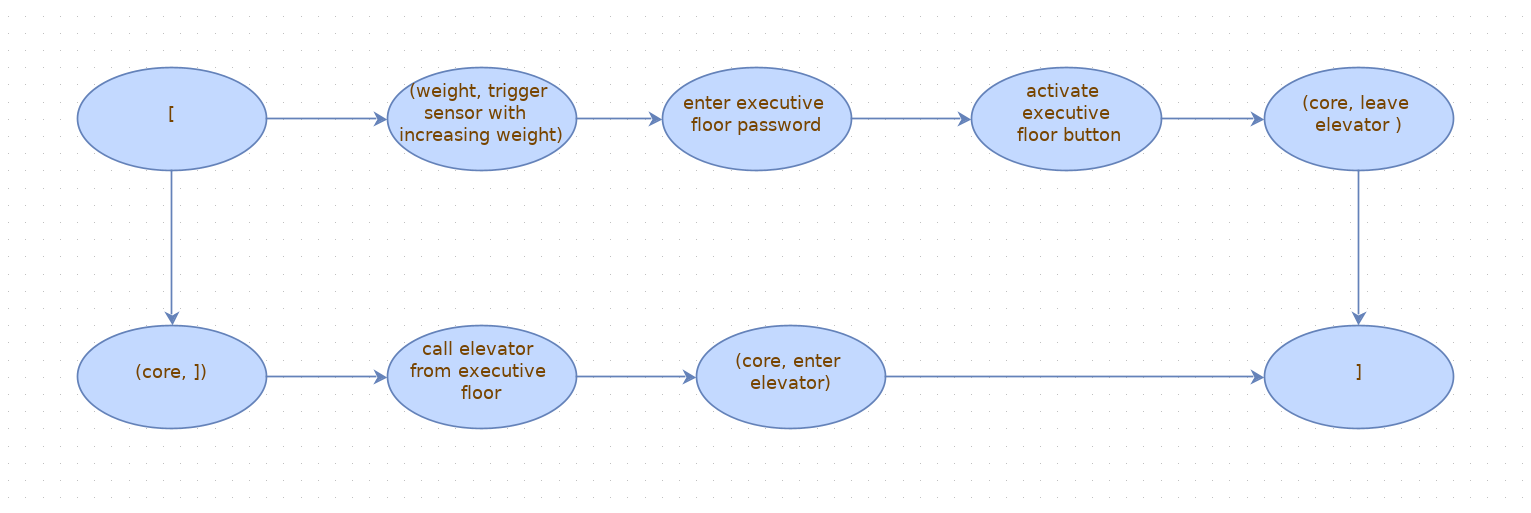 [
(weight, trigger
sensor with
increasing weight)
enter executive
floor password
activate
executive
floor button
(core, leave
elevator )
(core, ])
call elevator
from executive
floor
(core, enter
elevator)
]